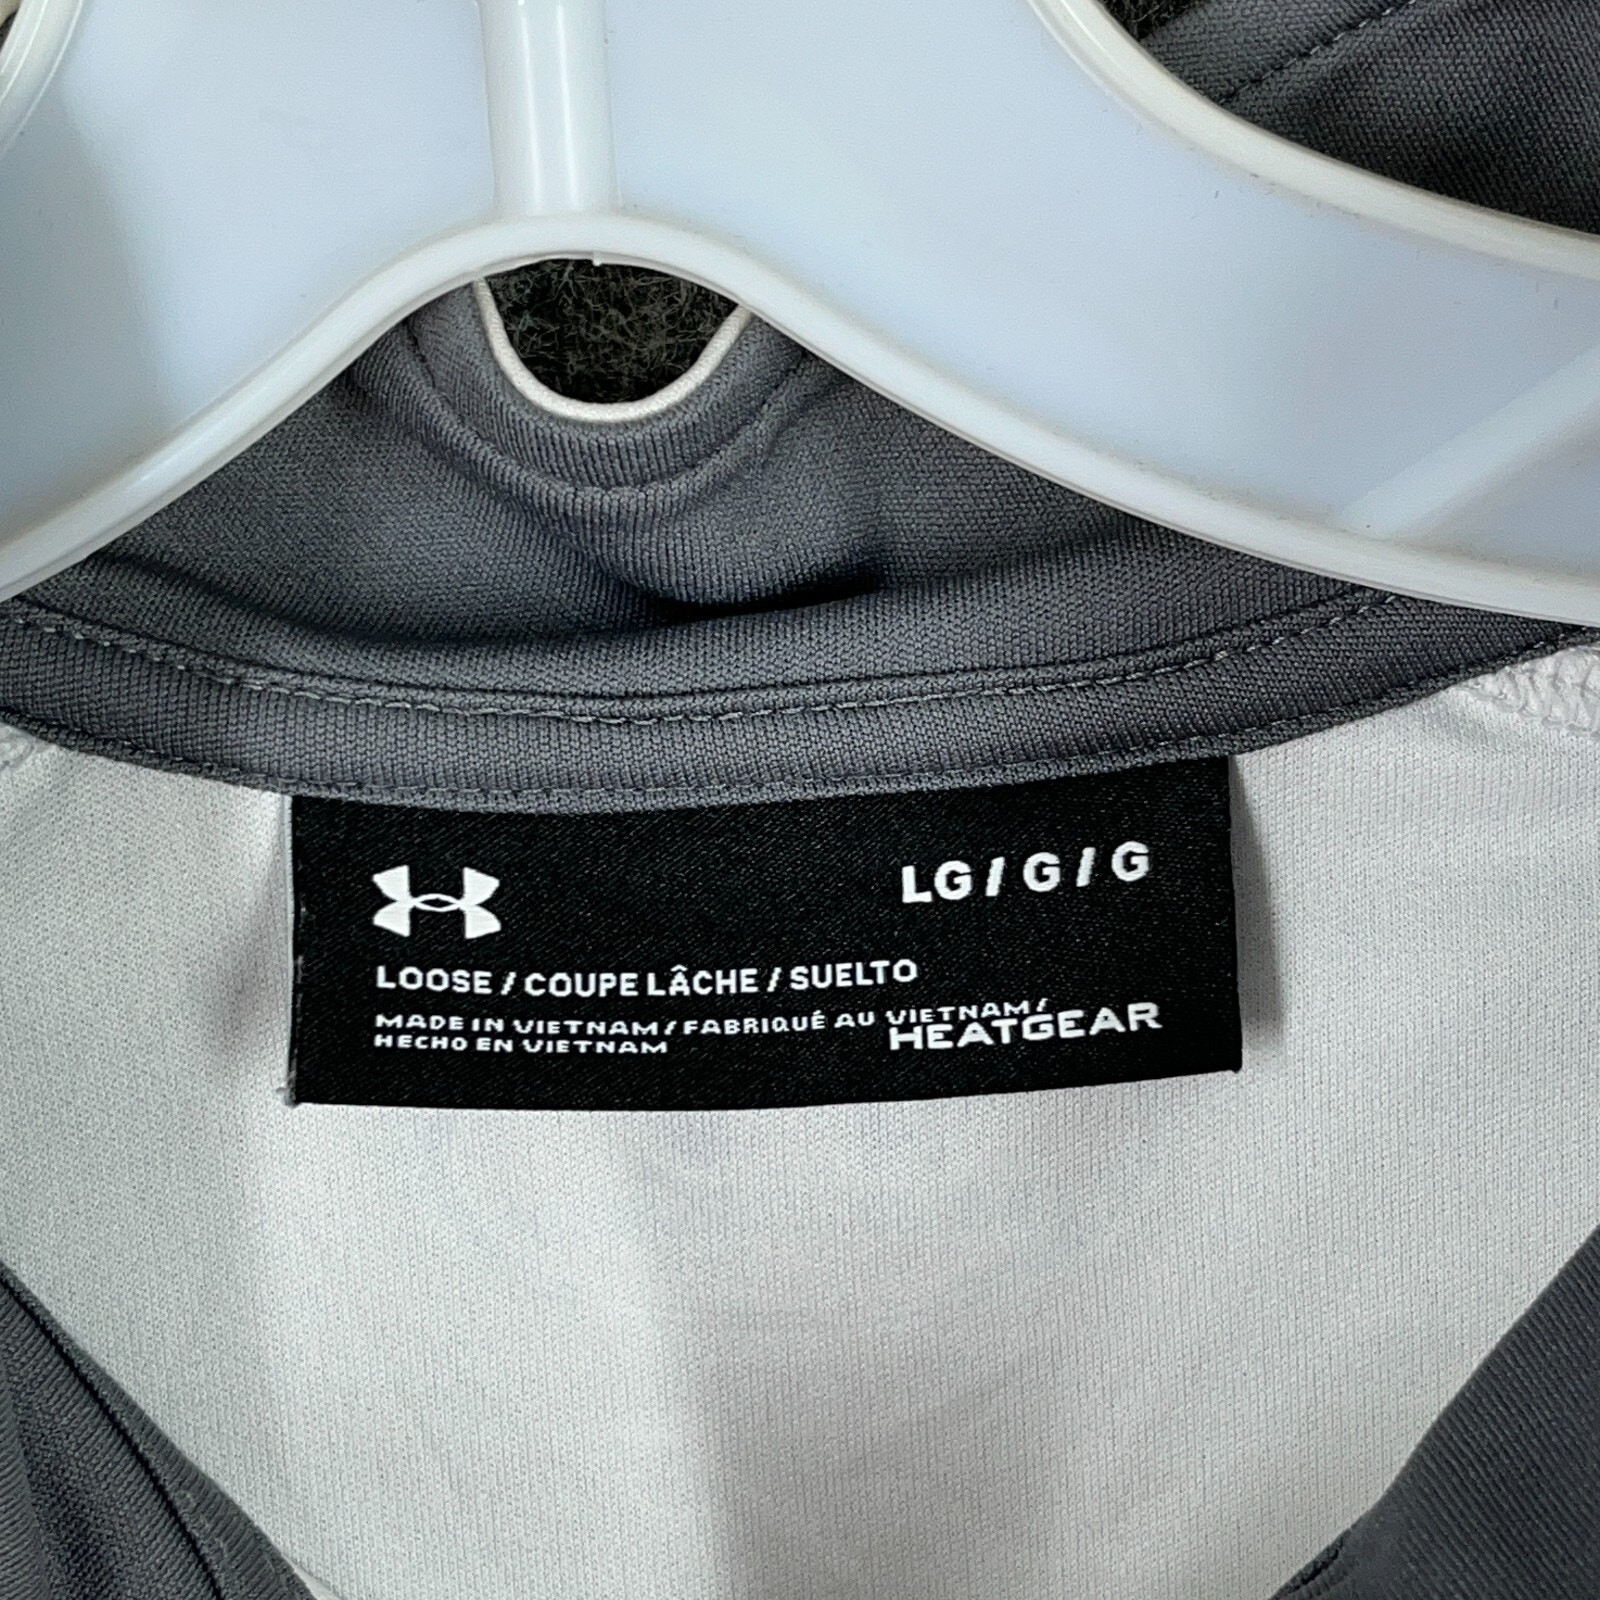 LG / G / G
LOOSE / COUPE LÂCHE / SUELTO
MADE IN VIETNAM / FABRIQUÉ AU VIETNAM /
HECHO EN VIETNAM
HEATGEAR